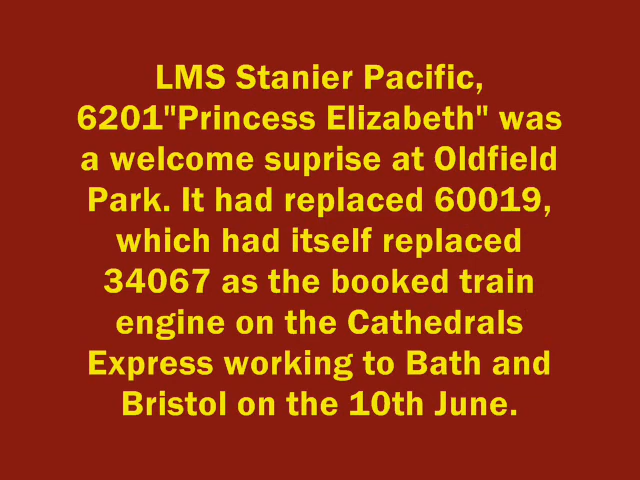 LMS Stanier Pacific,
6201"Princess Elizabeth" was
a welcome suprise at Oldfield
Park. It had replaced 60019,
which had itself replaced
34067 as the booked train
engine on the Cathedrals
Express working to Bath and
Bristol on the 10th June.